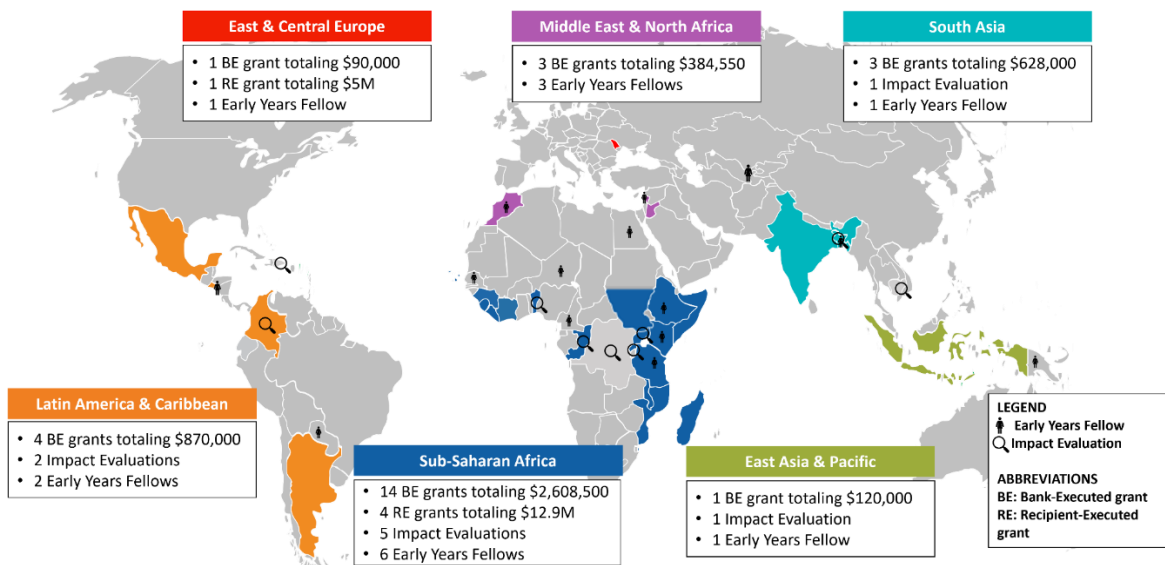 East & Central Europe
• 1 BE grant totaling $90,000
• 1 RE grant totaling $5M
• 1 Early Years Fellow
Middle East & North Africa
• 3 BE grants totaling $384,550
• 3 Early Years Fellows
South Asia
• 3 BE grants totaling $628,000
• 1 Impact Evaluation
• 1 Early Years Fellow
Latin America & Caribbean
• 4 BE grants totaling $870,000
• 2 Impact Evaluations
• 2 Early Years Fellows
Sub-Saharan Africa
• 14 BE grants totaling $2,608,500
• 4 RE grants totaling $12.9M
• 5 Impact Evaluations
• 6 Early Years Fellows
East Asia & Pacific
• 1 BE grant totaling $120,000
• 1 Impact Evaluation
• 1 Early Years Fellow
LEGEND
Early Years Fellow
Impact Evaluation
ABBREVIATIONS
BE: Bank-Executed grant
RE: Recipient-Executed
grant